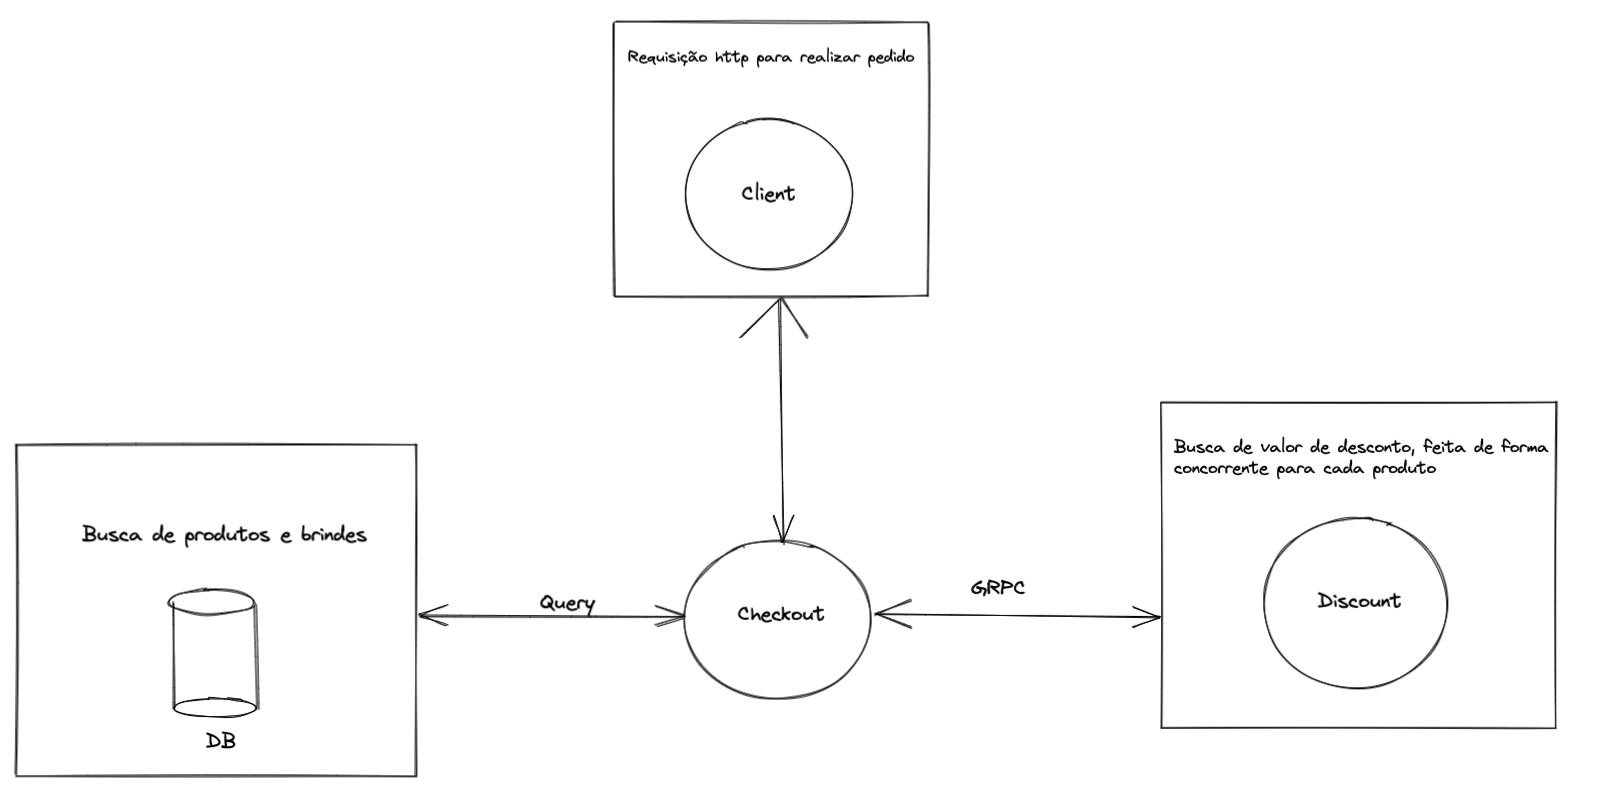 Requisição http para realizar pedido
Client
Busca de valor de desconto, feita de forma
concorrente para cada produto
Busca de produtos e brindes
Query
Checkout
GRPC
Discount
DB